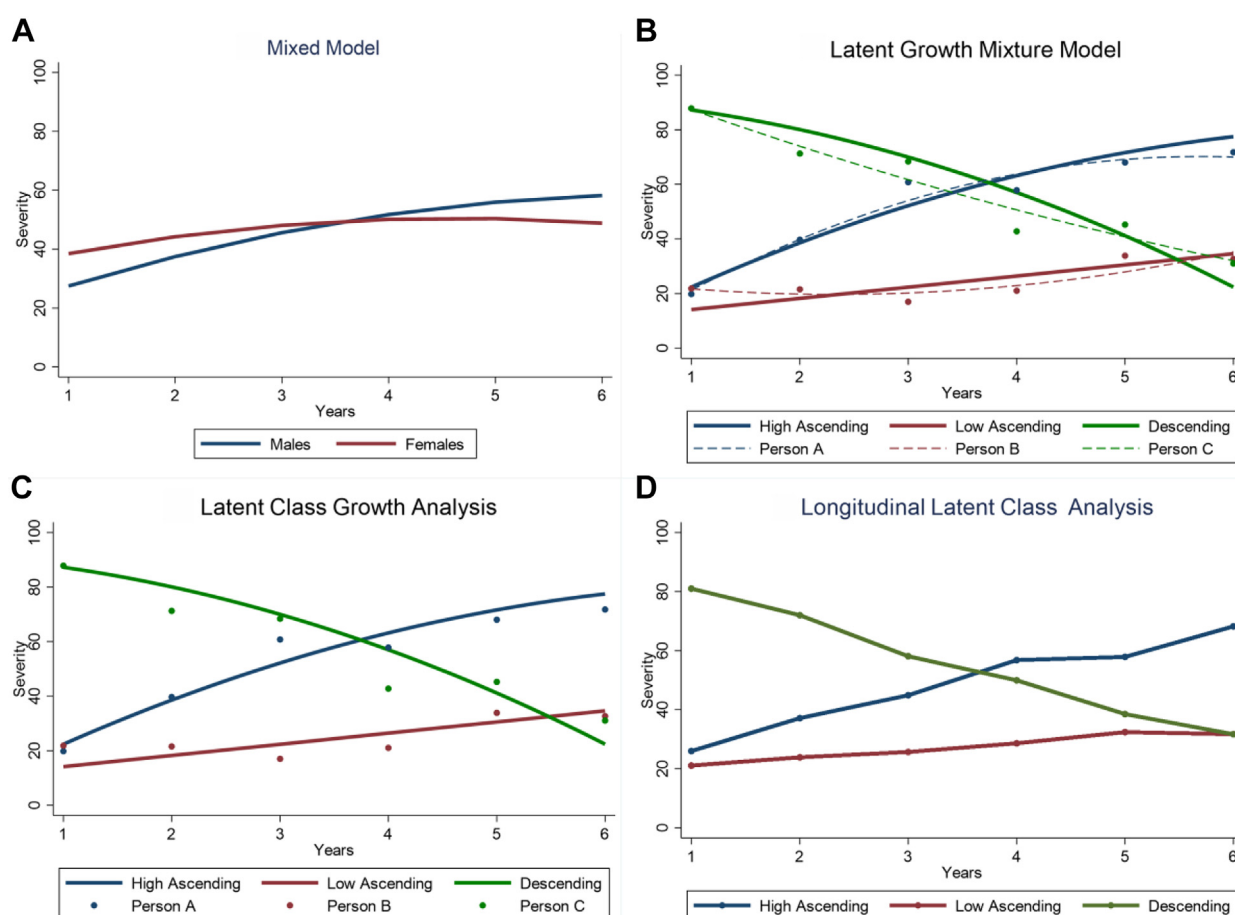 A
Mixed Model
Severity
0 20 40 60 80 100
1 2 3 4 5 6
Years
Males Females
B
Latent Growth Mixture Model
Severity
0 20 40 60 80 100
1 2 3 4 5 6
Years
High Ascending Low Ascending Descending
Person A Person B Person C
C
Latent Class Growth Analysis
Severity
0 20 40 60 80 100
1 2 3 4 5 6
Years
High Ascending Low Ascending Descending
Person A Person B Person C
D
Longitudinal Latent Class Analysis
Severity
0 20 40 60 80 100
1 2 3 4 5 6
Years
High Ascending Low Ascending Descending